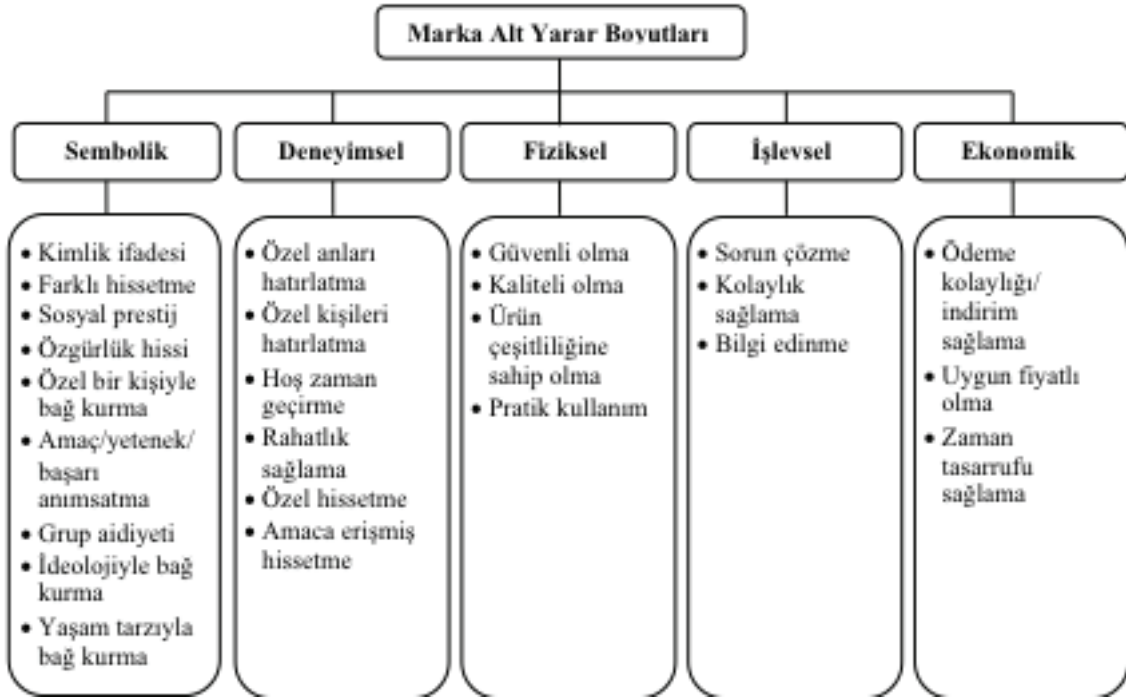 Marka Alt Yarar Boyutları
Sembolik
• Kimlik ifadesi
• Farklı hissetme
• Sosyal prestij
• Özgürlük hissi
• Özel bir kişiyle
bağ kurma
• Amaç/yetenek/
başarı
anımsatma
• Grup aidiyeti
• İdeolojiyle bağ
kurma
• Yaşam tarzıyla
bağ kurma
Deneyimsel
• Özel anları
hatırlatma
• Özel kişileri
hatırlatma
• Hoş zaman
geçirme
• Rahatlık
sağlama
• Özel hissetme
• Amaca erişmiş
hissetme
Fiziksel
• Güvenli olma
• Kaliteli olma
• Ürün
çeşitliliğine
sahip olma
• Pratik kullanım
İşlevsel
• Sorun çözme
• Kolaylık
sağlama
• Bilgi edinme
Ekonomik
• Ödeme
kolaylığı/
indirim
sağlama
• Uygun fiyatlı
olma
• Zaman
tasarrufu
sağlama